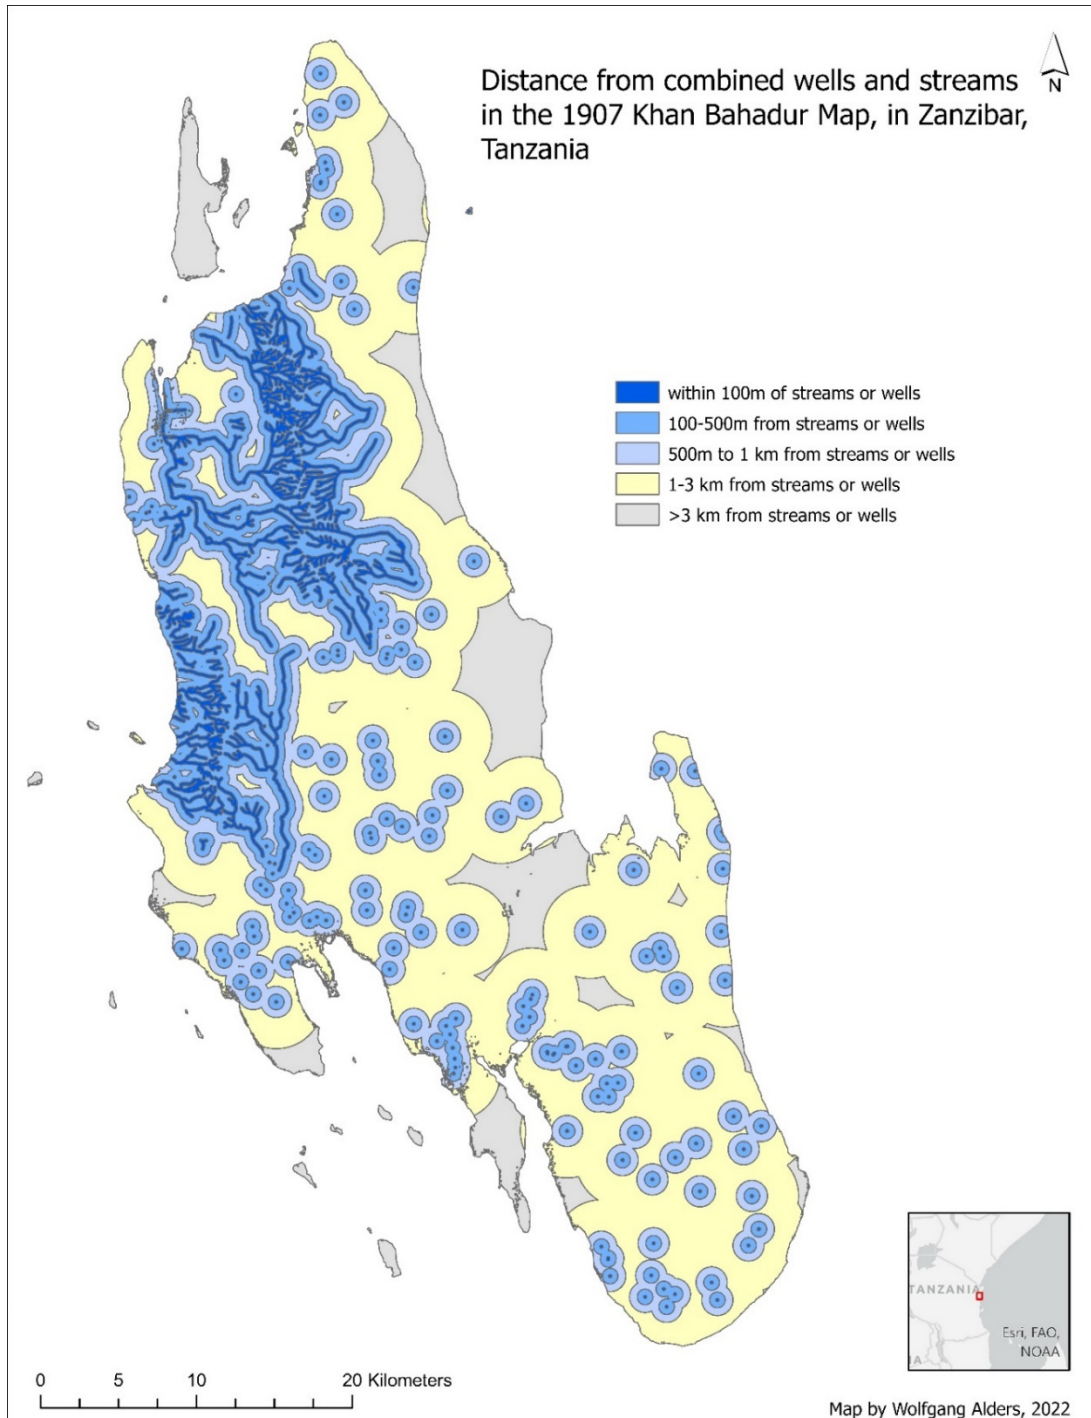 Distance from combined wells and streams
in the 1907 Khan Bahadur Map, in Zanzibar,
Tanzania
N
within 100m of streams or wells
100-500m from streams or wells
500m to 1 km from streams or wells
1-3 km from streams or wells
>3 km from streams or wells
TANZANIA
IA
Esri, FAO,
NOAA
0 5 10 20 Kilometers
Map by Wolfgang Alders, 2022